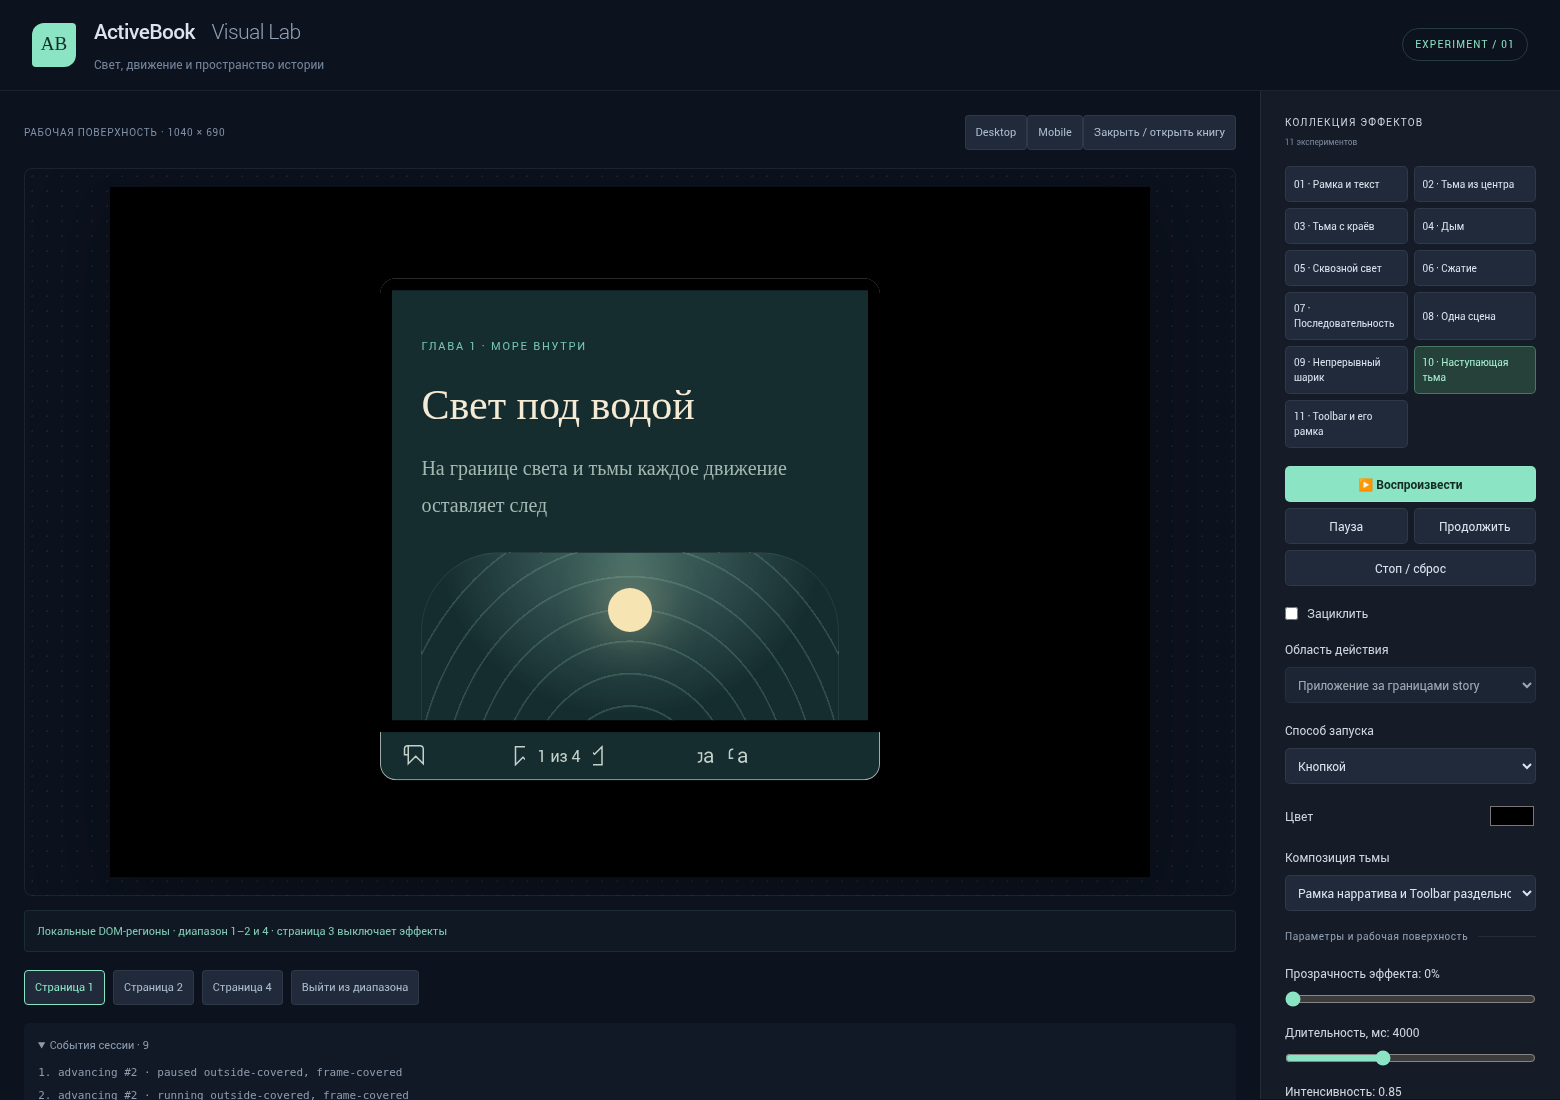 AB
ActiveBook Visual Lab
Свет, движение и пространство истории
EXPERIMENT / 01
РАБОЧАЯ ПОВЕРХНОСТЬ · 1040 × 690
Desktop
Mobile
Закрыть / открыть книгу
ГЛАВА 1 · МОРЕ ВНУТРИ
Свет под водой
На границе света и тьмы каждое движение
оставляет след
1 из 4
Локальные DOM-регионы · диапазон 1–2 и 4 · страница 3 выключает эффекты
Страница 1
Страница 2
Страница 4
Выйти из диапазона
▼ События сессии · 9
1. advancing #2 · paused outside-covered, frame-covered
2. advancing #2 · running outside-covered, frame-covered
КОЛЛЕКЦИЯ ЭФФЕКТОВ
11 экспериментов
01 · Рамка и текст
02 · Тьма из центра
03 · Тьма с краёв
04 · Дым
05 · Сквозной свет
06 · Сжатие
07 ·
Последовательность
08 · Одна сцена
09 · Непрерывный
шарик
10 · Наступающая
тьма
11 · Toolbar и его
рамка
▶️ Воспроизвести
Пауза
Продолжить
Стоп / сброс
Зациклить
Область действия
Приложение за границами story
Способ запуска
Кнопкой
Цвет
Композиция тьмы
Рамка нарратива и Toolbar раздельно
Параметры и рабочая поверхность
Прозрачность эффекта: 0%
Длительность, мс: 4000
Интенсивность: 0.85